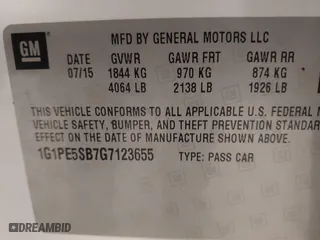 GM
MFD BY GENERAL MOTORS LLC
DATE GVWR GAWR FRT GAWR RR
07/15 1844 KG 970 KG 874 KG
4064 LB 2138 LB 1926 LB
THIS VEHICLE CONFORMS TO ALL APPLICABLE U.S. FEDERAL
VEHICLE SAFETY, BUMPER, AND THEFT PREVENTION STANDAR
EFFECT ON THE DATE OF MANUFACTURE SHOWN ABOVE.
1G1PE5SB7G7123655 TYPE: PASS CAR
AUTOHELPERBOT.COM